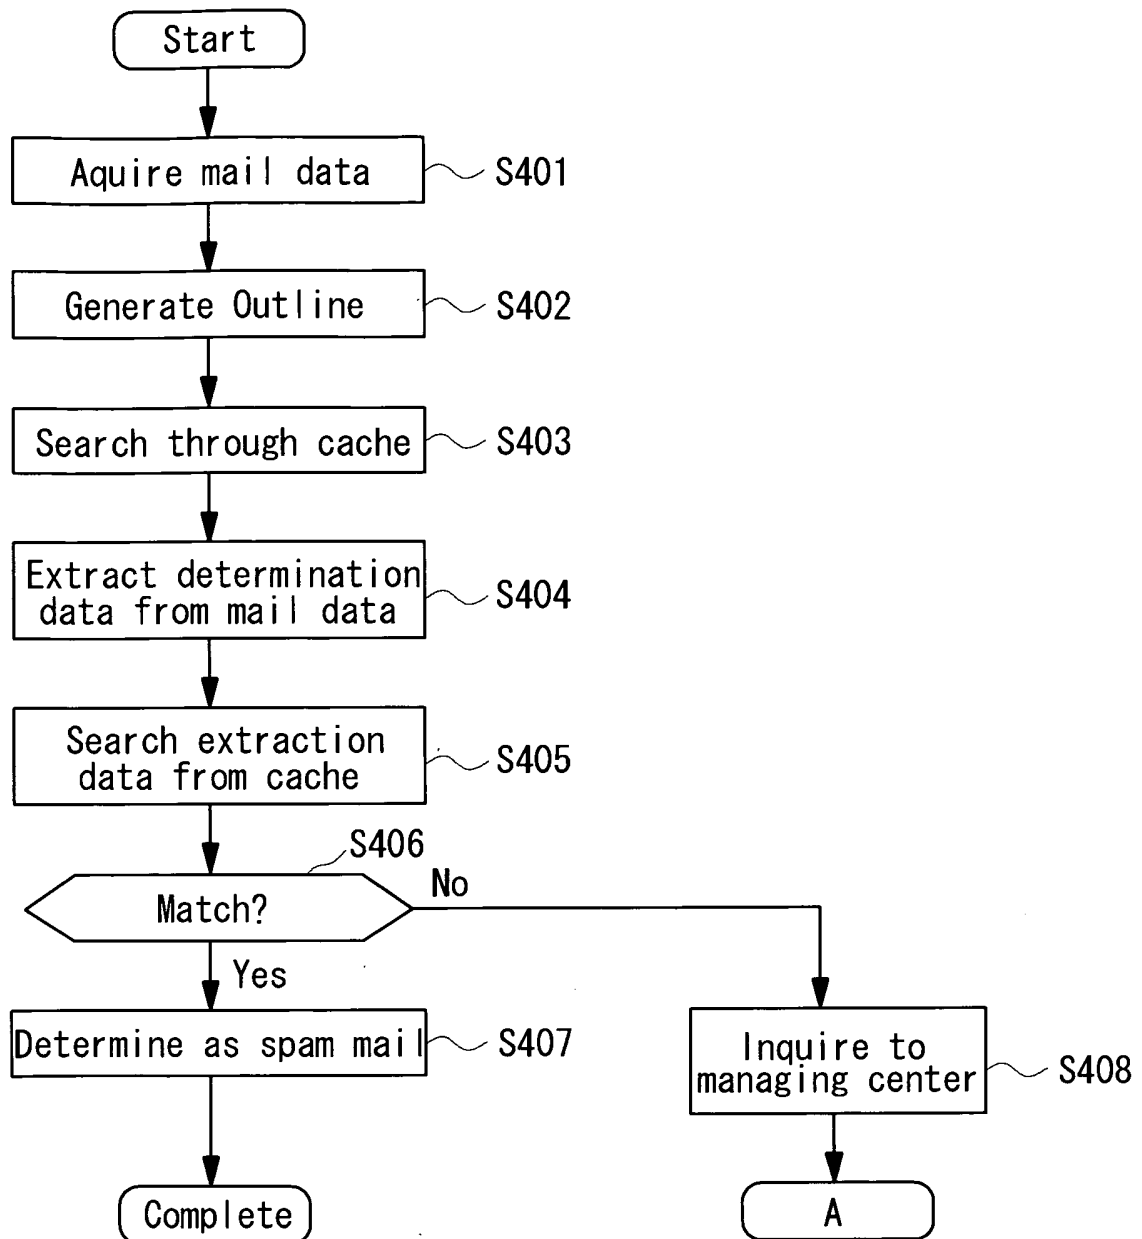 Start
Aquire mail data
S401
Generate Outline
S402
Search through cache
S403
Extract determination
data from mail data
S404
Search extraction
data from cache
S405
S406
Match?
No
Yes
Determine as spam mail
S407
Inquire to
managing center
S408
Complete
A